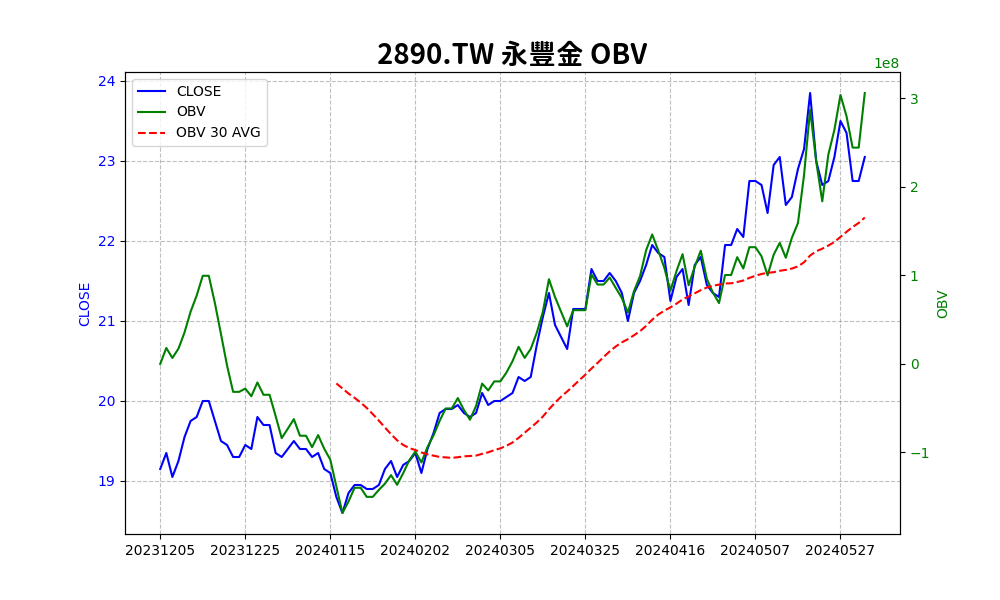 2890.TW 永豐金 OBV
1e8
CLOSE
OBV
OBV 30 AVG
24
23
22
21
20
19
CLOSE
3
2
1
0
−1
OBV
20231205 20231225 20240115 20240202 20240305 20240325 20240416 20240507 20240527